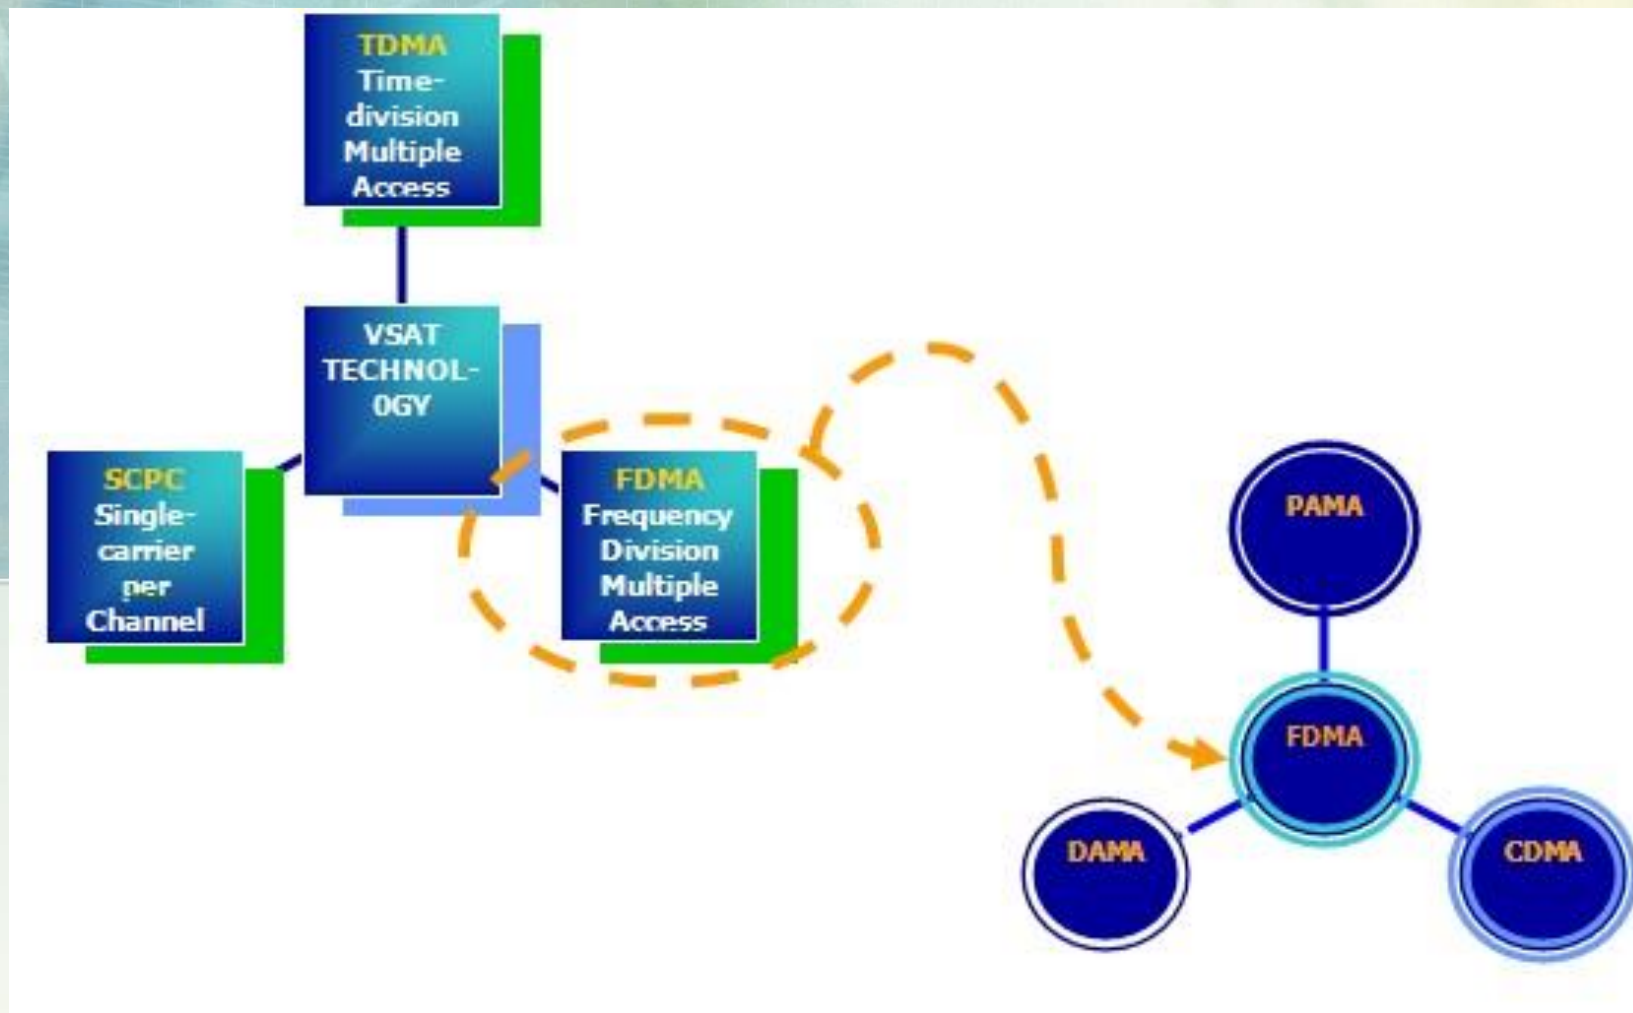 TDMA
Time-
division
Multiple
Access
VSAT
TECHNOL-
0GY
SCPC
Single-
carrier
per
Channel
FDMA
Frequency
Division
Multiple
Access
PAMA
FDMA
DAMA
CDMA